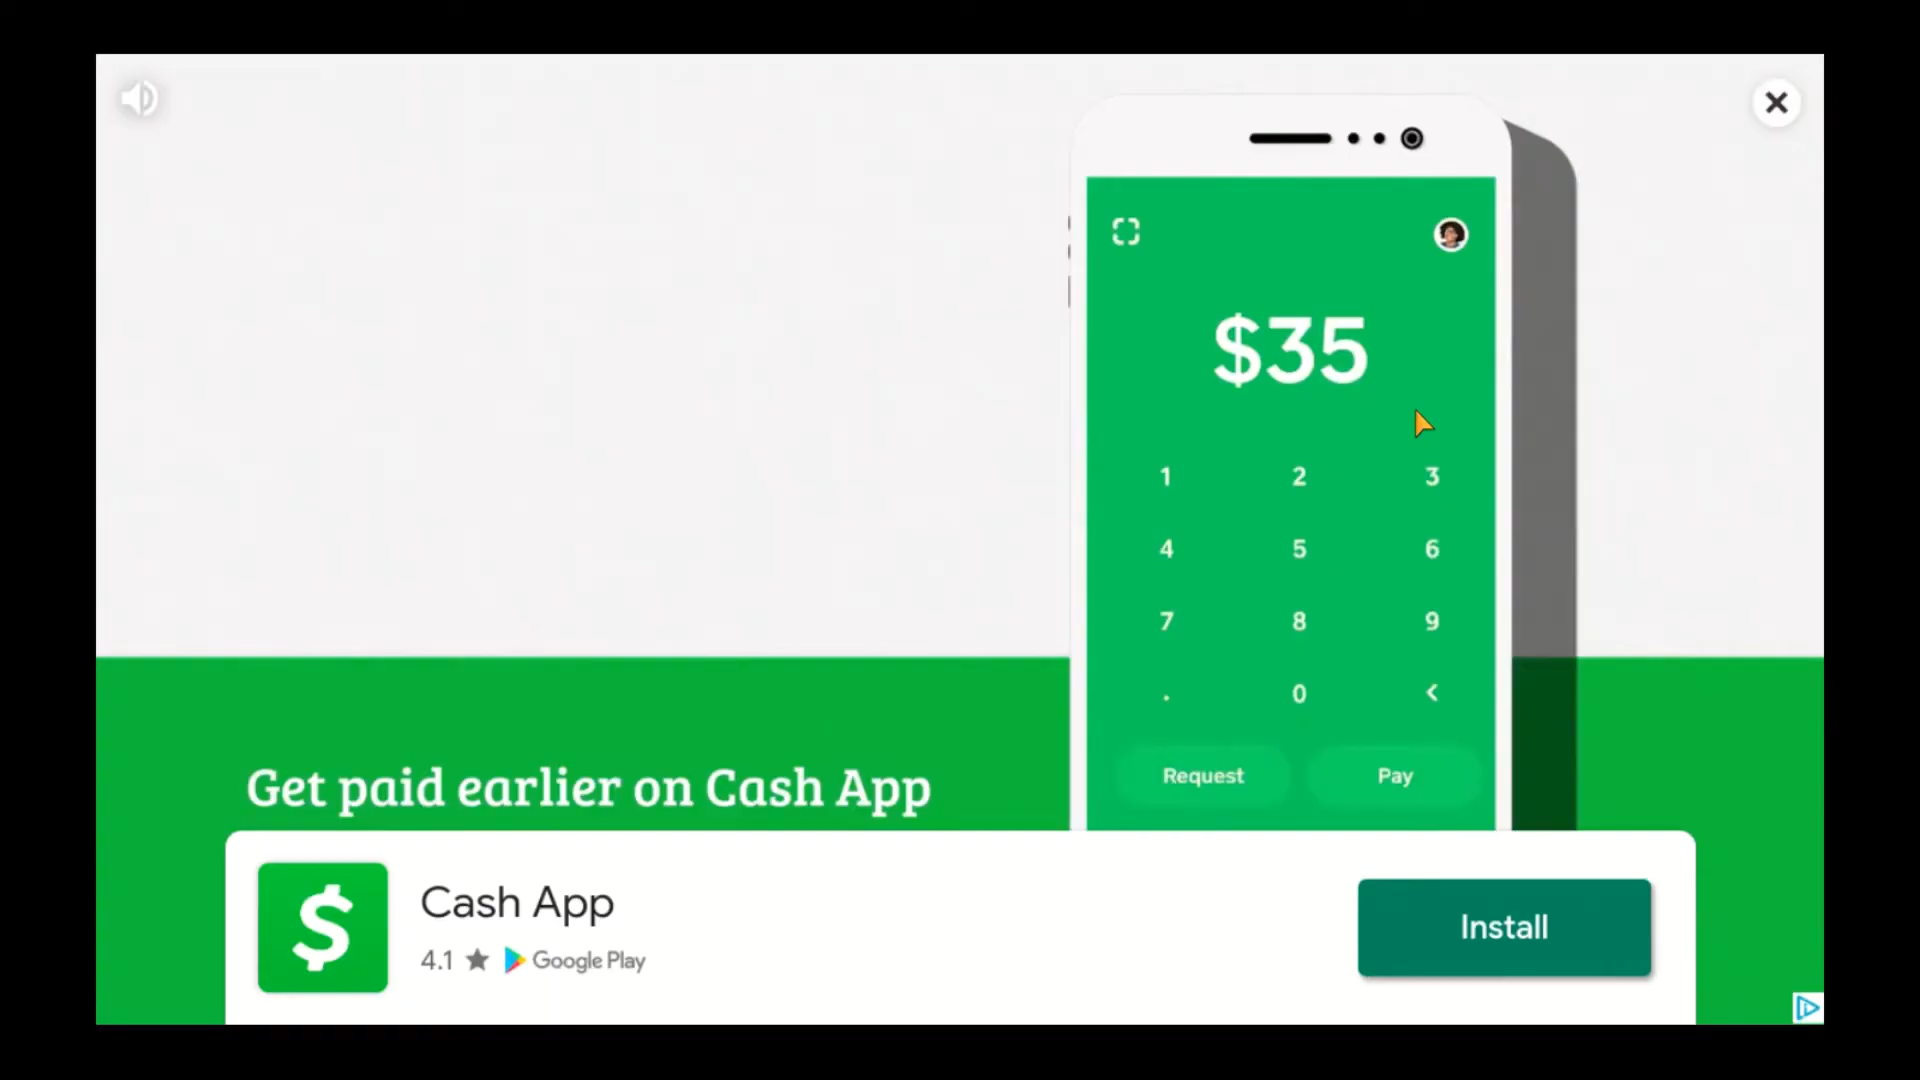 $35
1 2 3
4 5 6
7 8 9
. 0 <
Request Pay
Get paid earlier on Cash App
$
Cash App
4.1 ★ Google Play
Install